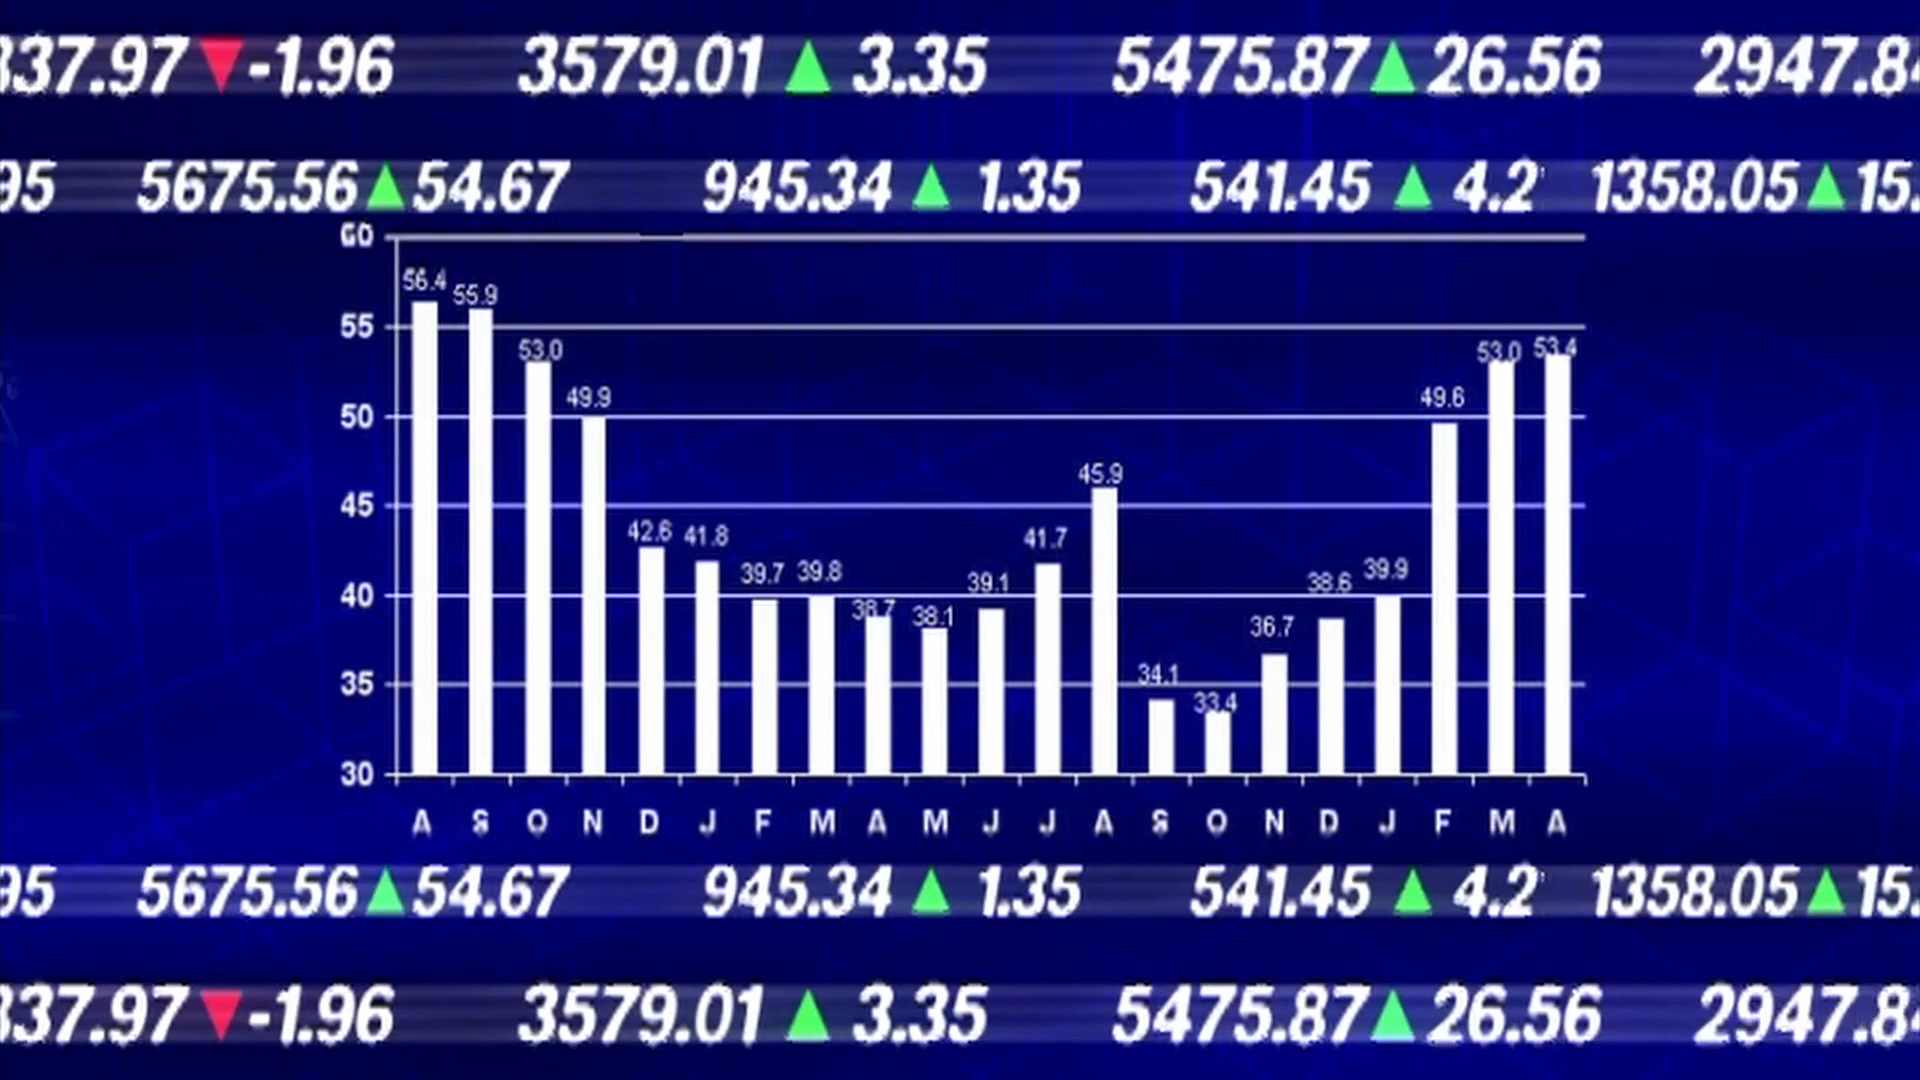 337.97 ▼ -1.96 3579.01 ▲ 3.35 5475.87 ▲ 26.56 2947.84
95 5675.56 ▲ 54.67 945.34 ▲ 1.35 541.45 ▲ 4.2 1358.05 ▲ 15.
60
56.4 55.9
55
53.0 53.0 53.4
50
49.9 49.6
45.9
45
42.6 41.8 41.7
39.7 39.8 39.1 38.6 39.9
40
38.7 38.1 36.7
35
34.1 33.4
30
A S O N D J F M A M J J A S O N D J F M A
95 5675.56 ▲ 54.67 945.34 ▲ 1.35 541.45 ▲ 4.2 1358.05 ▲ 15.
337.97 ▼ -1.96 3579.01 ▲ 3.35 5475.87 ▲ 26.56 2947.84